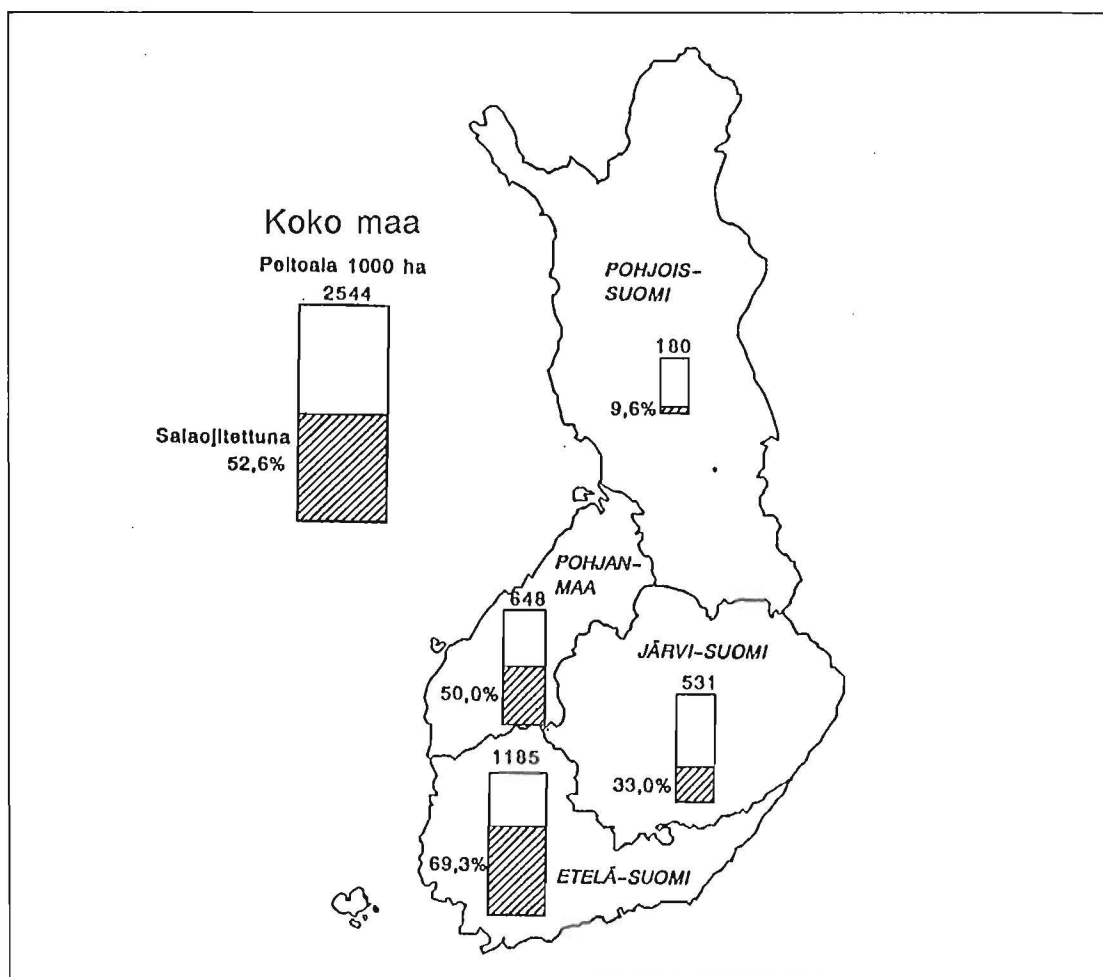 Koko maa
Peltoala 1000 ha
2544
Salaojitettuna
52,6%
POHJOIS-
SUOMI
180
9,6%
POHJAN-
MAA
648
50,0%
JÄRVI-SUOMI
531
33,0%
1185
69,3%
ETELÄ-SUOMI